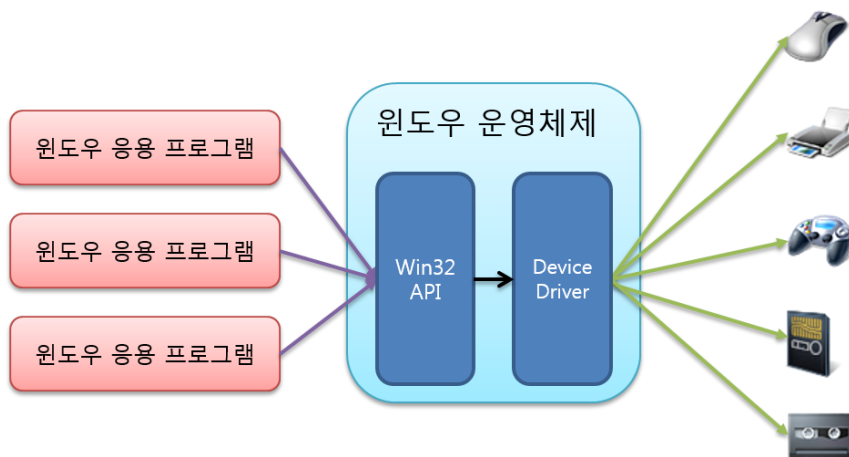 윈도우 운영체제
윈도우 응용 프로그램
윈도우 응용 프로그램
윈도우 응용 프로그램
Win32
API
Device
Driver